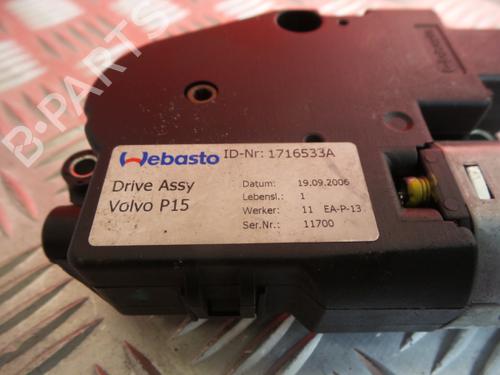 Webasto ID-Nr: 1716533A
Drive Assy
Volvo P15
Datum: 19.09.2006
Lebensl.: 1
Werker: 11 EA-P-13
Ser.Nr.: 11700